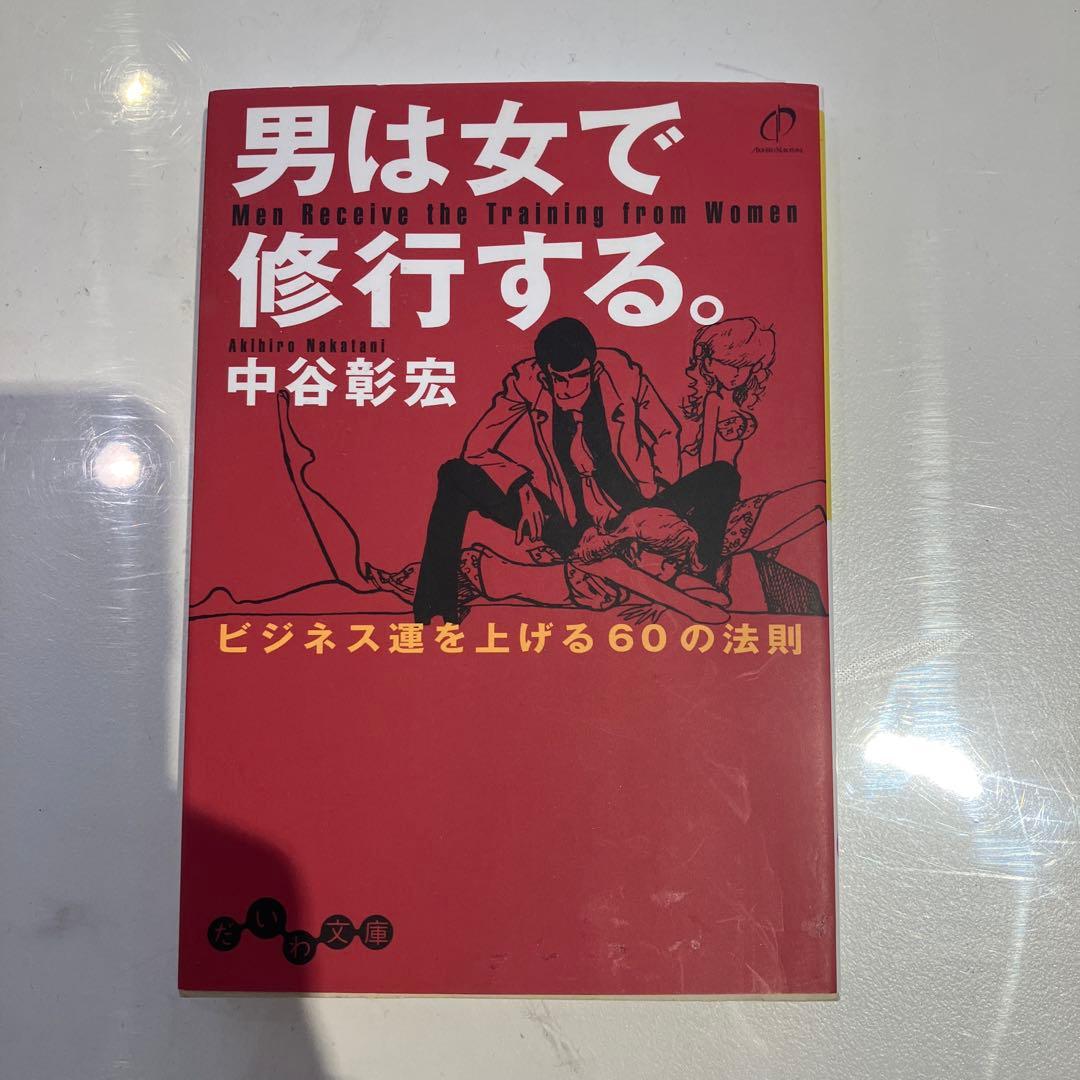 男は女で
Men Receive the Training from Women
修行する。
Akihiro Nakatani
中谷彰宏
ビジネス運を上げる60の法則
だいわ文庫